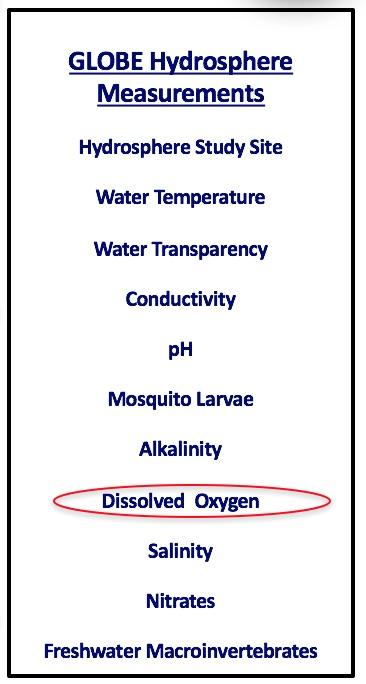 GLOBE Hydrosphere
Measurements
Hydrosphere Study Site
Water Temperature
Water Transparency
Conductivity
pH
Mosquito Larvae
Alkalinity
Dissolved Oxygen
Salinity
Nitrates
Freshwater Macroinvertebrates